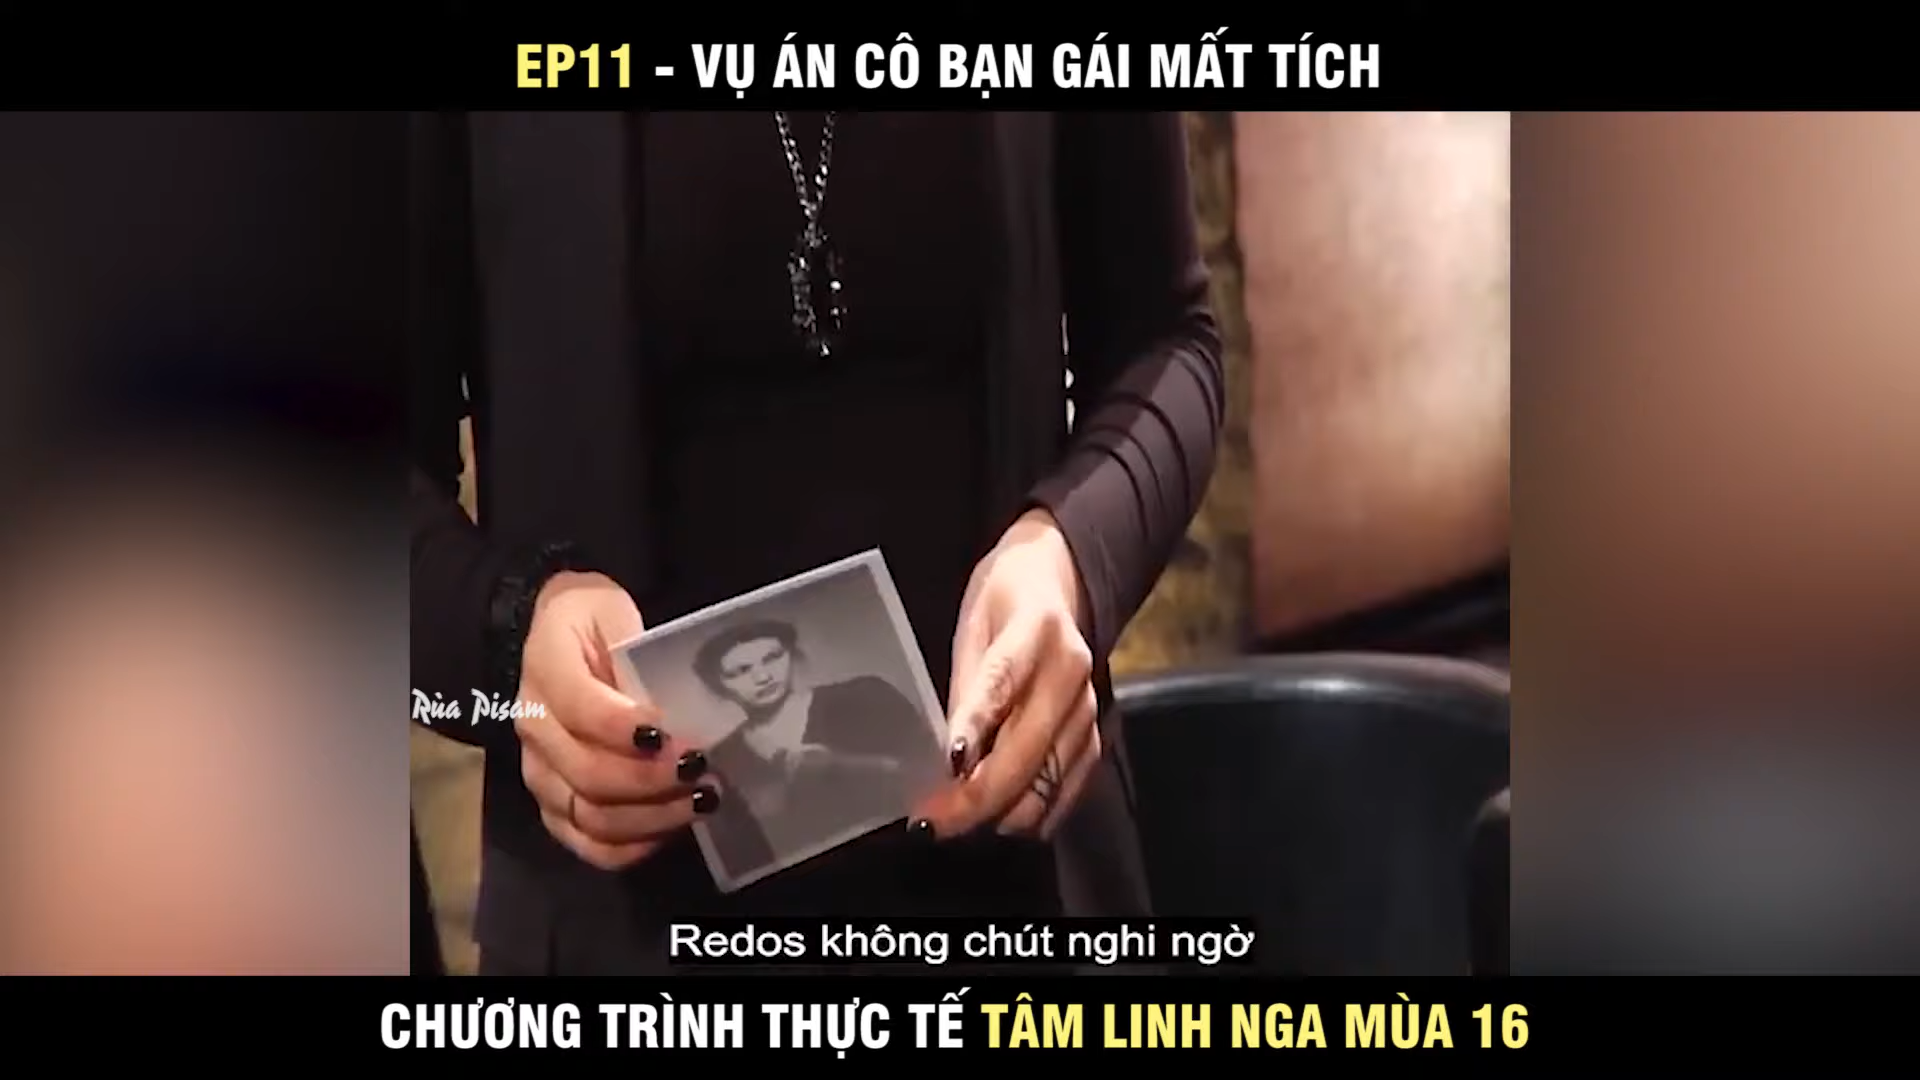 EP11 - VỤ ÁN CÔ BẠN GÁI MẤT TÍCH
Rùa Pisam
Redos không chút nghi ngờ
CHƯƠNG TRÌNH THỰC TẾ TÂM LINH NGA MÙA 16